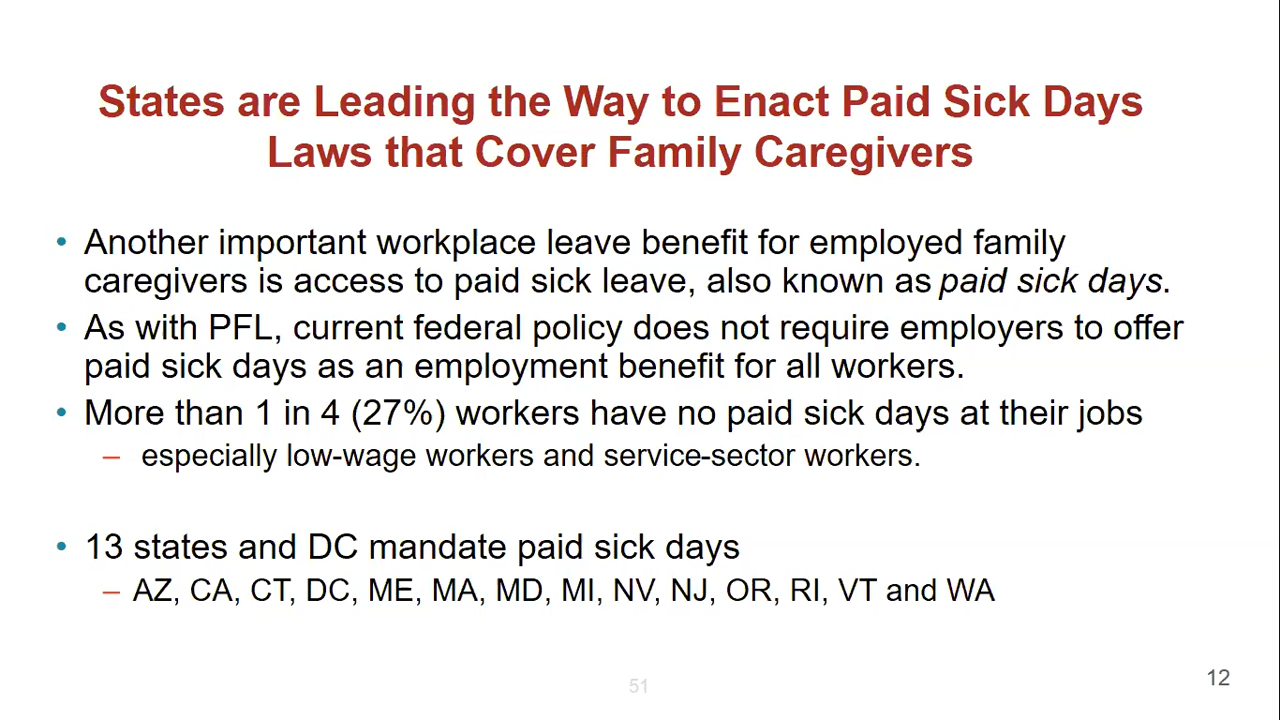 States are Leading the Way to Enact Paid Sick Days
Laws that Cover Family Caregivers
• Another important workplace leave benefit for employed family
caregivers is access to paid sick leave, also known as paid sick days.
• As with PFL, current federal policy does not require employers to offer
paid sick days as an employment benefit for all workers.
• More than 1 in 4 (27%) workers have no paid sick days at their jobs
– especially low-wage workers and service-sector workers.
• 13 states and DC mandate paid sick days
– AZ, CA, CT, DC, ME, MA, MD, MI, NV, NJ, OR, RI, VT and WA
51
12